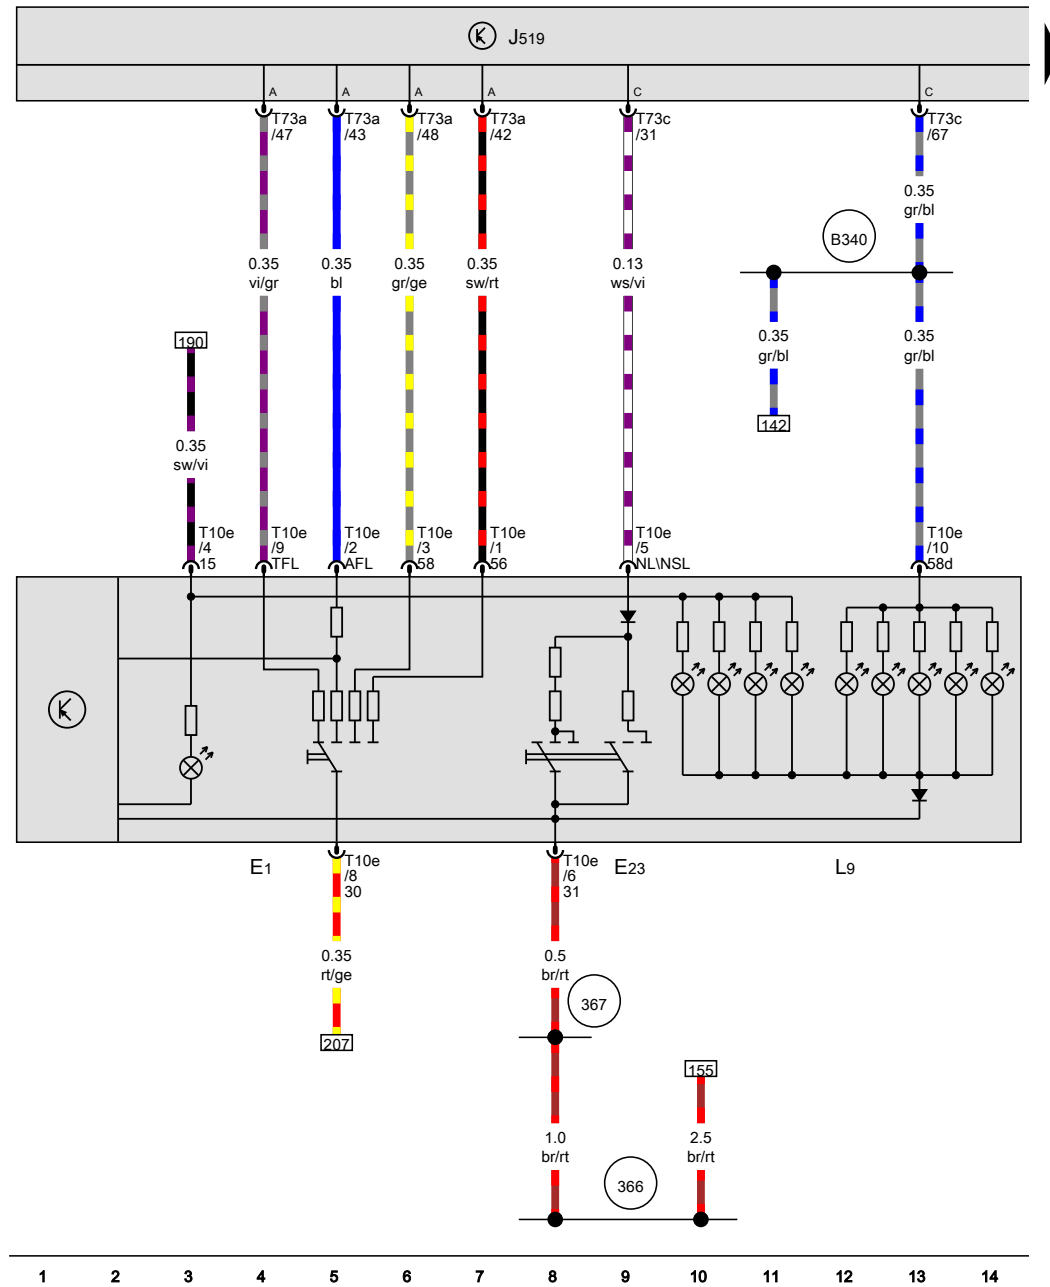 J519
A
A
A
A
C
C
T73a
/47
T73a
/43
T73a
/48
T73a
/42
T73c
/31
T73c
/67
0.35
gr/bl
B340
0.35
vi/gr
0.35
bl
0.35
gr/ge
0.35
sw/rt
0.13
ws/vi
190
0.35
gr/bl
0.35
gr/bl
142
0.35
sw/vi
T10e
/4
15
T10e
/9
TFL
T10e
/2
AFL
T10e
/3
58
T10e
/1
56
T10e
/5
NL\NSL
T10e
/10
58d
E1
T10e
/8
30
T10e
/6
31
E23
L9
0.35
rt/ge
0.5
br/rt
367
207
155
1.0
br/rt
2.5
br/rt
366
1 2 3 4 5 6 7 8 9 10 11 12 13 14